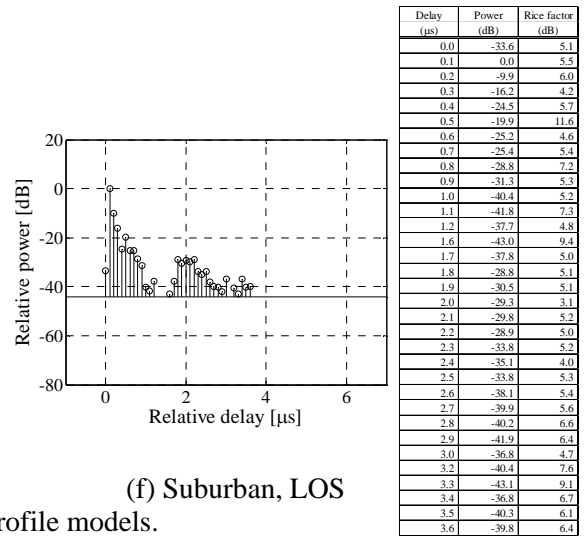 20
0
-20
-40
-60
-80
Relative power [dB]
0 2 4 6
Relative delay [μs]
(f) Suburban, LOS
rofile models.
Delay Power Rice factor
(μs) (dB) (dB)
0.0 -33.6 5.1
0.1 0.0 5.5
0.2 -9.9 6.0
0.3 -16.2 4.2
0.4 -24.5 5.7
0.5 -19.9 11.6
0.6 -25.2 4.6
0.7 -25.4 5.4
0.8 -28.8 7.2
0.9 -31.3 5.3
1.0 -40.4 5.2
1.1 -41.8 7.3
1.2 -37.7 4.8
1.6 -43.0 9.4
1.7 -37.8 5.0
1.8 -28.8 5.1
1.9 -30.5 5.1
2.0 -29.3 3.1
2.1 -29.8 5.2
2.2 -28.9 5.0
2.3 -33.8 5.2
2.4 -35.1 4.0
2.5 -33.8 5.3
2.6 -38.1 5.4
2.7 -39.9 5.6
2.8 -40.2 6.6
2.9 -41.9 6.4
3.0 -36.8 4.7
3.2 -40.4 7.6
3.3 -43.1 9.1
3.4 -36.8 6.7
3.5 -40.3 6.1
3.6 -39.8 6.4